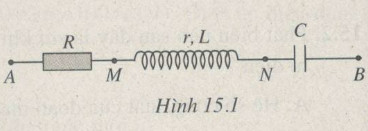 R r, L C
A M N B
Hình 15.1